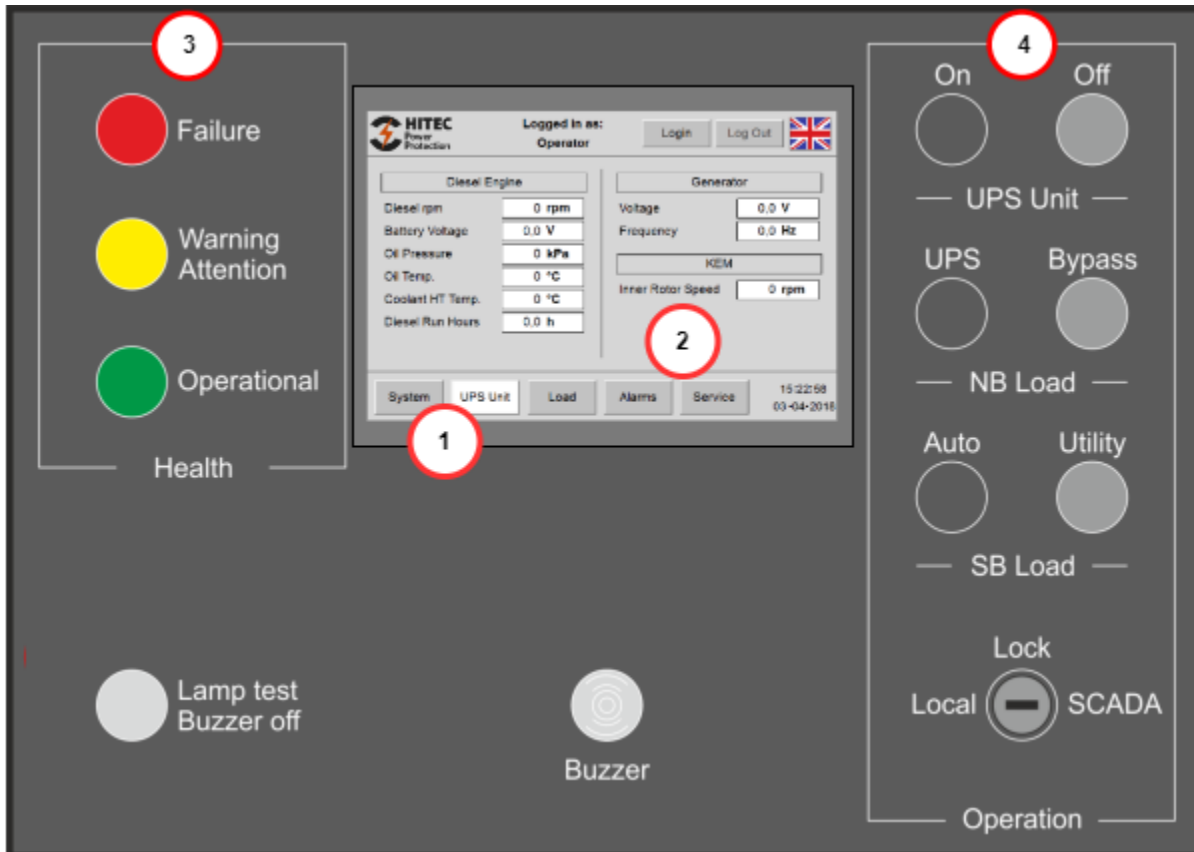 3
Failure
Warning
Attention
Operational
Health
HITEC
Power
Protection
Logged in as:
Operator
Login
Log Out
Diesel Engine
Diesel rpm 0 rpm
Battery Voltage 0,0 V
Oil Pressure 0 kPa
Oil Temp. 0 °C
Coolant HT Temp. 0 °C
Diesel Run Hours 0,0 h
Generator
Voltage 0,0 V
Frequency 0,0 Hz
KEM
Inner Rotor Speed 0 rpm
2
System
UPS Unit
Load
Alarms
Service
15:22:58
03-04-2018
1
4
On Off
UPS Unit
UPS Bypass
NB Load
Auto Utility
SB Load
Lock
Local SCADA
Operation
Lamp test
Buzzer off
Buzzer